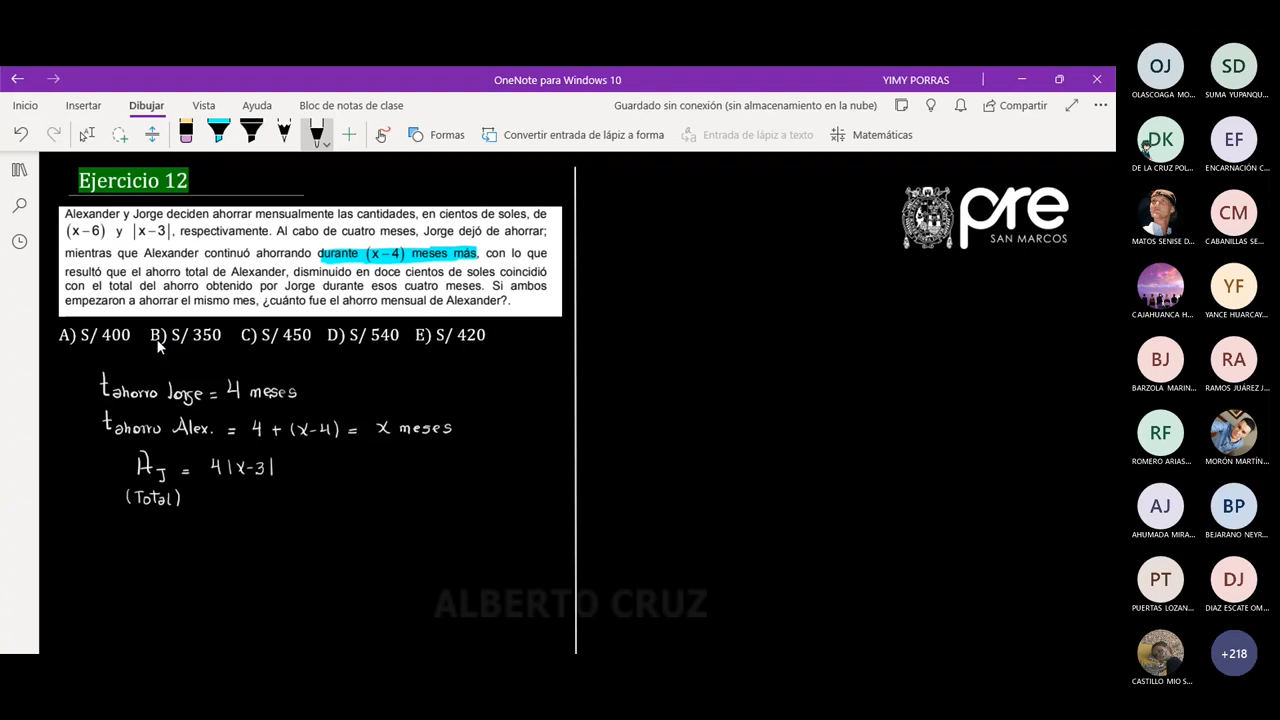 OneNote para Windows 10
YIMY PORRAS
Inicio Insertar Dibujar Vista Ayuda Bloc de notas de clase
Guardado sin conexión (sin almacenamiento en la nube)
Compartir
Formas
Convertir entrada de lápiz a forma
Entrada de lápiz a texto
Matemáticas
Ejercicio 12
Alexander y Jorge deciden ahorrar mensualmente las cantidades, en cientos de soles, de
(x−6) y |x−3|, respectivamente. Al cabo de cuatro meses, Jorge dejó de ahorrar;
mientras que Alexander continuó ahorrando durante (x−4) meses más, con lo que
resultó que el ahorro total de Alexander, disminuido en doce cientos de soles coincidió
con el total del ahorro obtenido por Jorge durante esos cuatro meses. Si ambos
empezaron a ahorrar el mismo mes, ¿cuánto fue el ahorro mensual de Alexander?.
A) S/ 400 B) S/ 350 C) S/ 450 D) S/ 540 E) S/ 420
t ahorro Jorge = 4 meses
t ahorro Alex. = 4 + (x-4) = x meses
A J = 4|x-3|
(Total)
pre
SAN MARCOS
ALBERTO CRUZ
OJ
OLASCOAGA MO...
SD
SUMA YUPANQU...
DK
DE LA CRUZ POL...
EF
ENCARNACIÓN C...
MATOS SENISE D...
CM
CABANILLAS SE...
CAJAHUANCA H...
YF
YANCE HUARCAY...
BJ
BARZOLA MARIN...
RA
RAMOS JUÁREZ J...
RF
ROMERO ARIAS...
MORÓN MARTÍN...
AJ
AHUMADA MIRA...
BP
BEJARANO NEYR...
PT
PUERTAS LOZAN...
DJ
DIAZ ESCATE OM...
CASTILLO MIO S...
+218